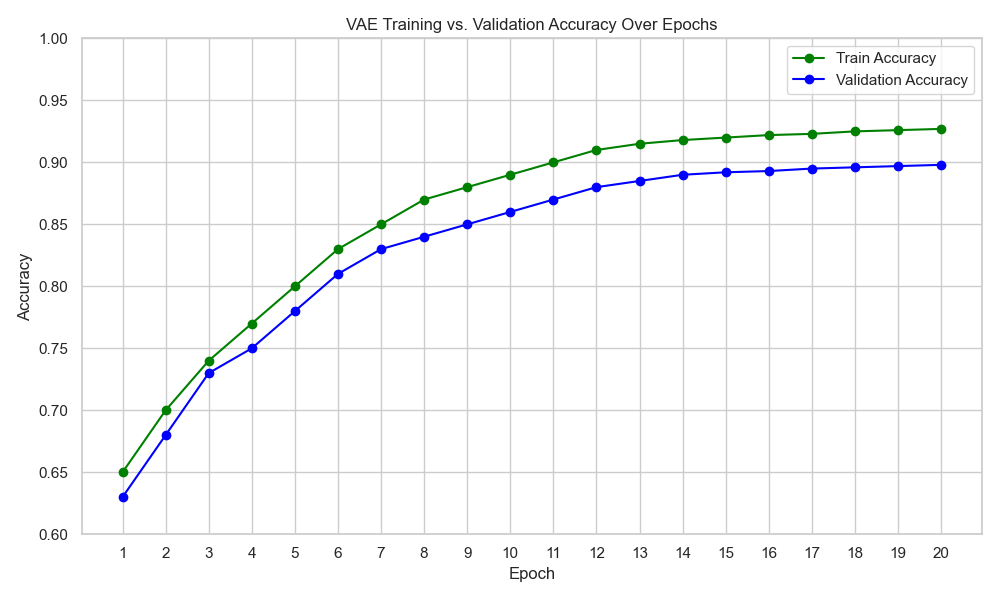 VAE Training vs. Validation Accuracy Over Epochs
Train Accuracy
Validation Accuracy
Accuracy
1.00
0.95
0.90
0.85
0.80
0.75
0.70
0.65
0.60
1 2 3 4 5 6 7 8 9 10 11 12 13 14 15 16 17 18 19 20
Epoch